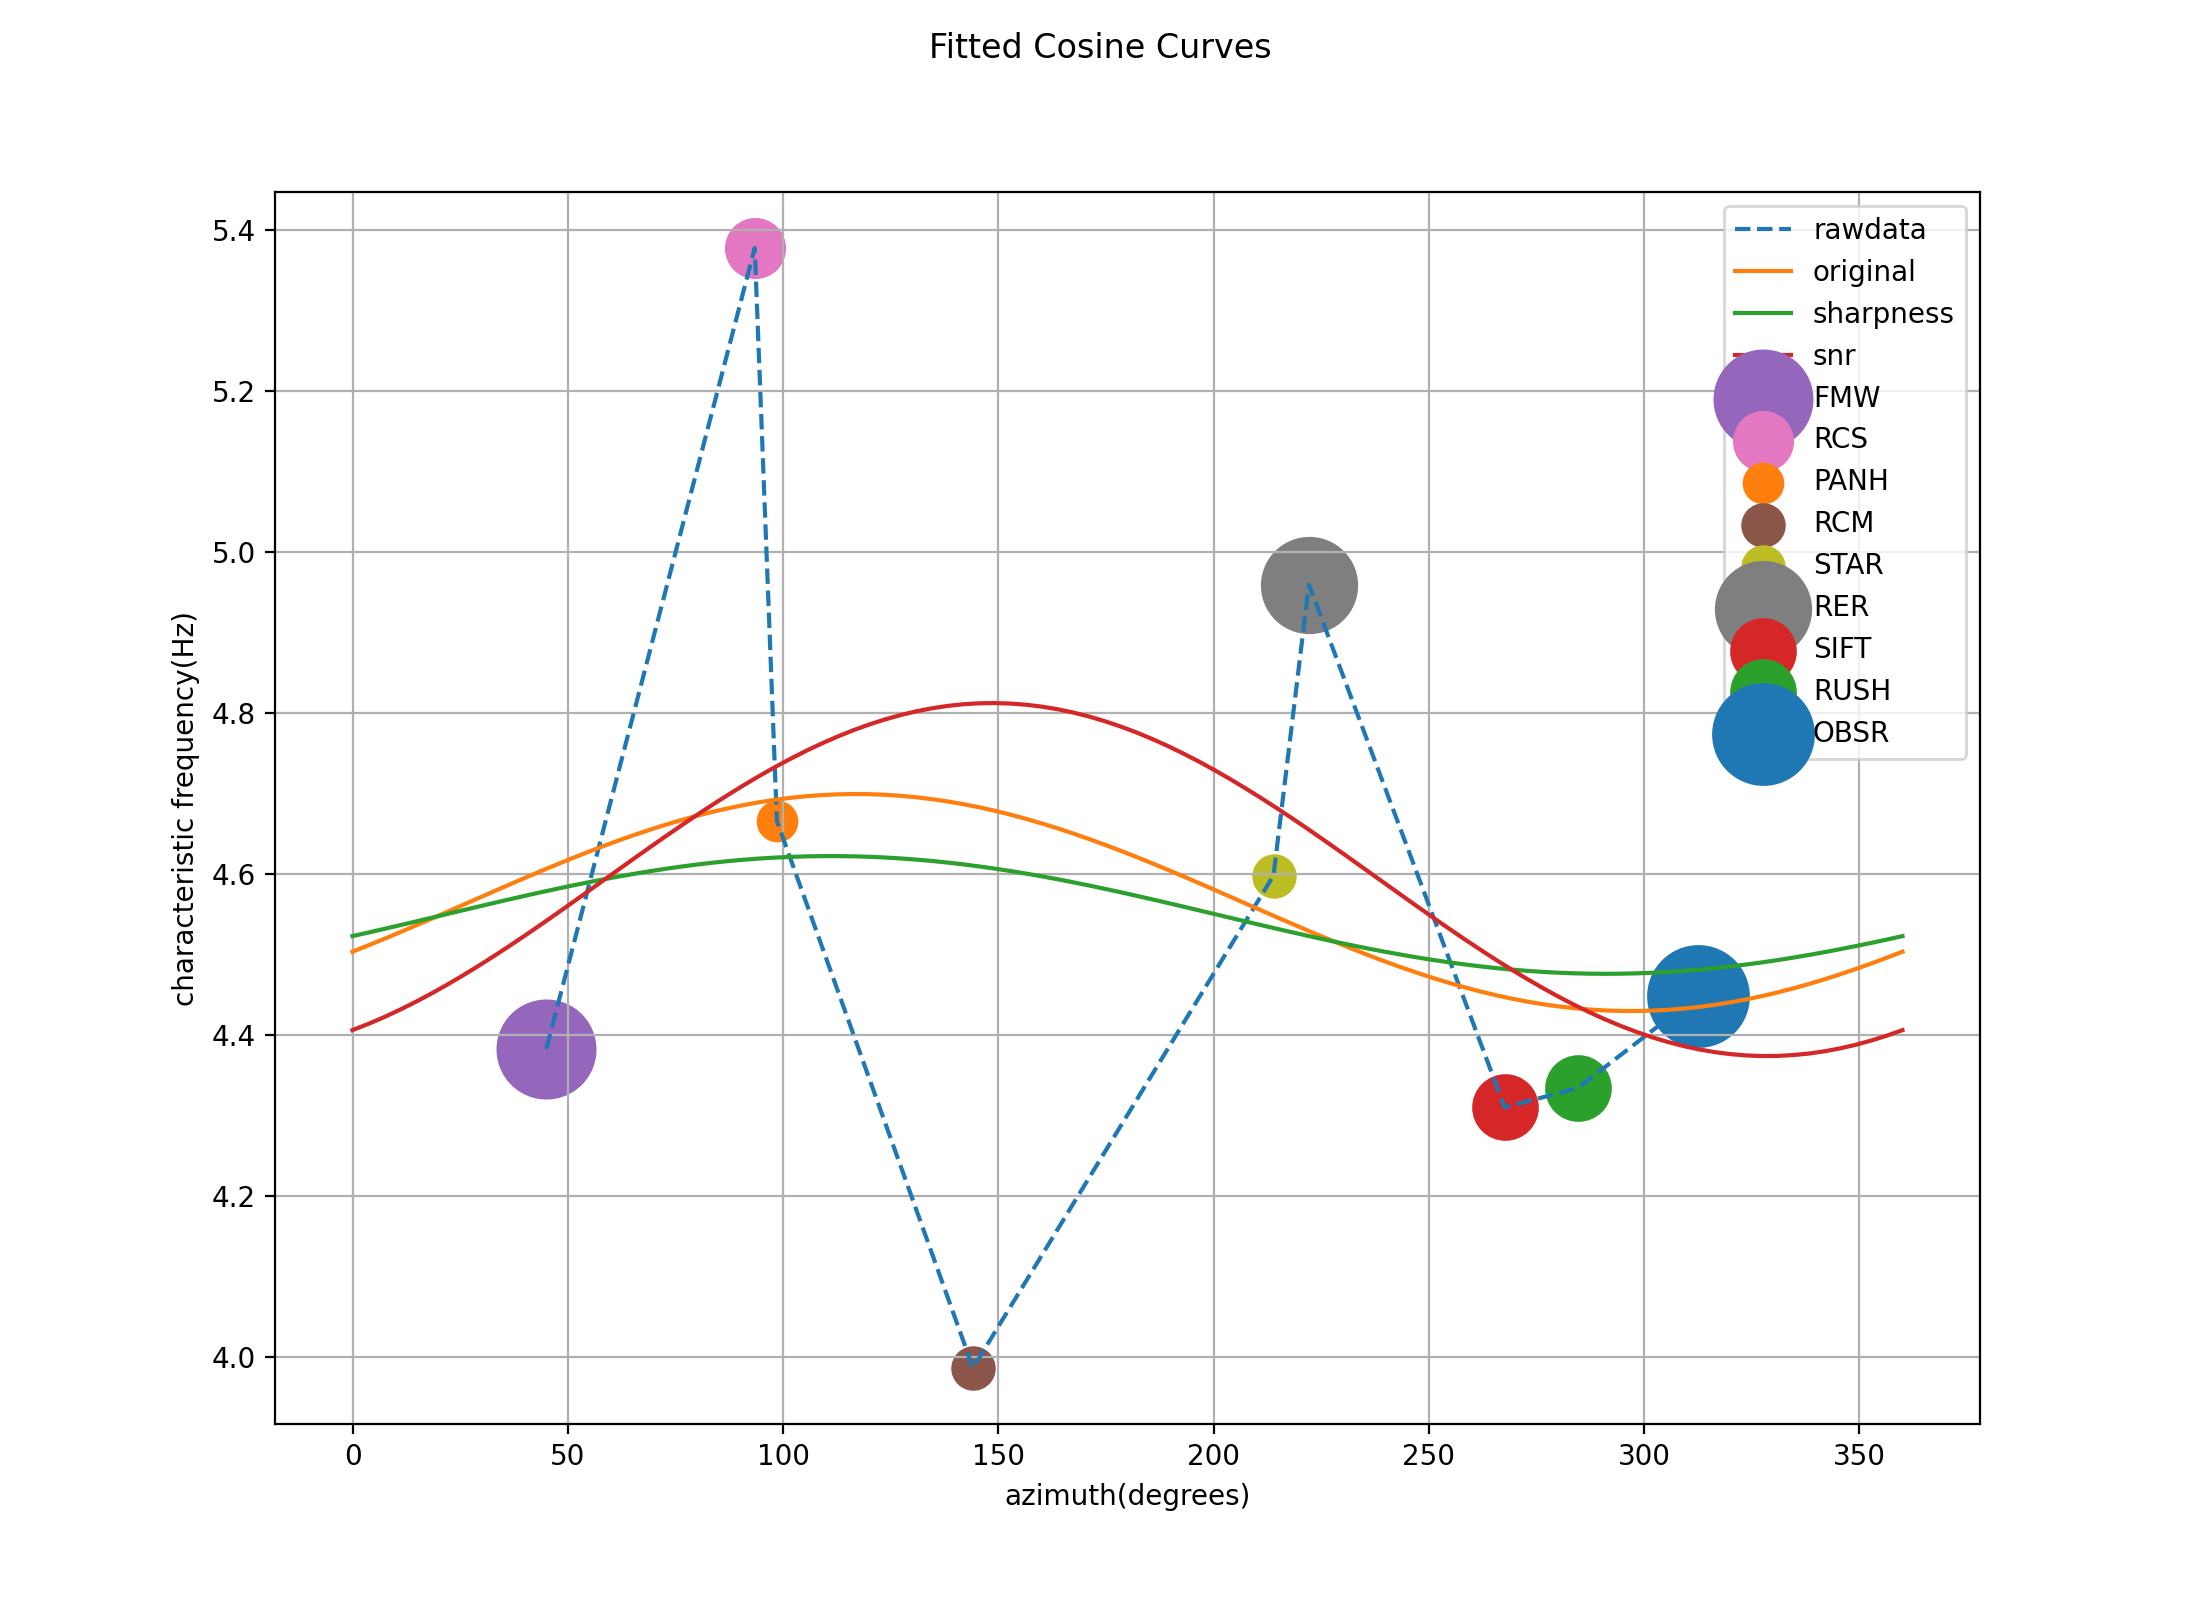 Fitted Cosine Curves
5.4
5.2
5.0
4.8
4.6
4.4
4.2
4.0
characteristic frequency(Hz)
0 50 100 150 200 250 300 350
azimuth(degrees)
rawdata
original
sharpness
snr
FMW
RCS
PANH
RCM
STAR
RER
SIFT
RUSH
OBSR